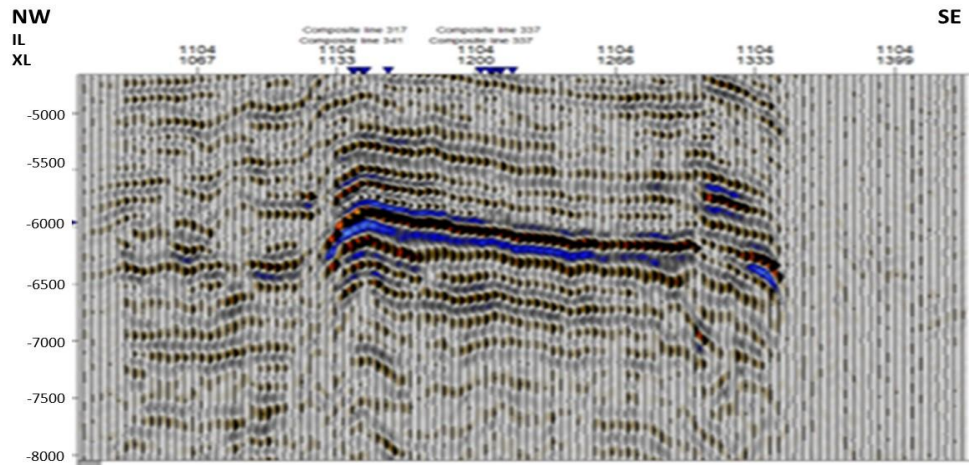 NW SE
Composite line 317 Composite line 337
IL Composite line 341 Composite line 337
1104 1104 1104 1104 1104 1104
XL 1067 1133 1200 1266 1333 1399
-5000
-5500
-6000
-6500
-7000
-7500
-8000